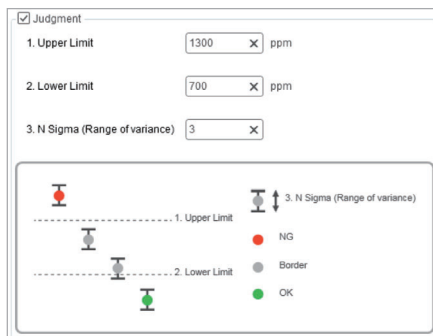 Judgment
1. Upper Limit 1300 ppm
2. Lower Limit 700 ppm
3. N Sigma (Range of variance) 3
3. N Sigma (Range of variance)
1. Upper Limit
NG
Border
2. Lower Limit
OK